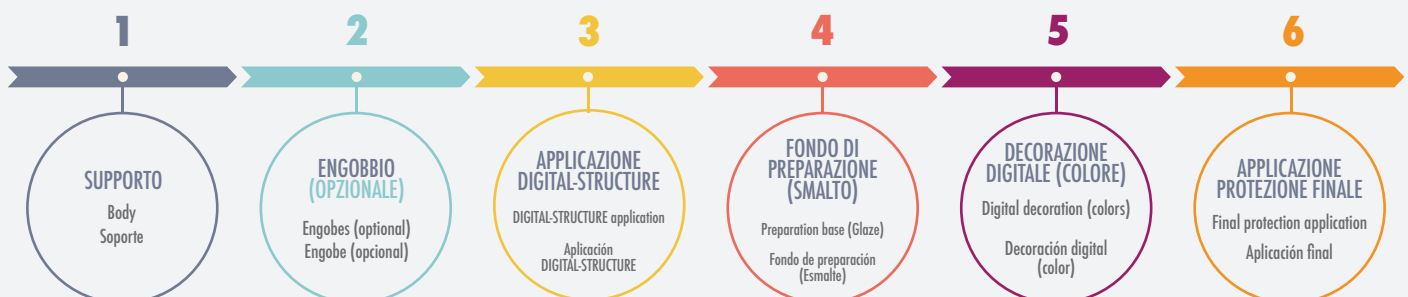 1
SUPPORTO
Body
Soporte
2
ENGOBBIO
(OPZIONALE)
Engobes (optional)
Engobe (opcional)
3
APPLICAZIONE
DIGITAL-STRUCTURE
DIGITAL-STRUCTURE application
Aplicación
DIGITAL-STRUCTURE
4
FONDO DI
PREPARAZIONE
(SMALTO)
Preparation base (Glaze)
Fondo de preparación
(Esmalte)
5
DECORAZIONE
DIGITALE (COLORE)
Digital decoration (colors)
Decoración digital
(color)
6
APPLICAZIONE
PROTEZIONE FINALE
Final protection application
Aplicación final